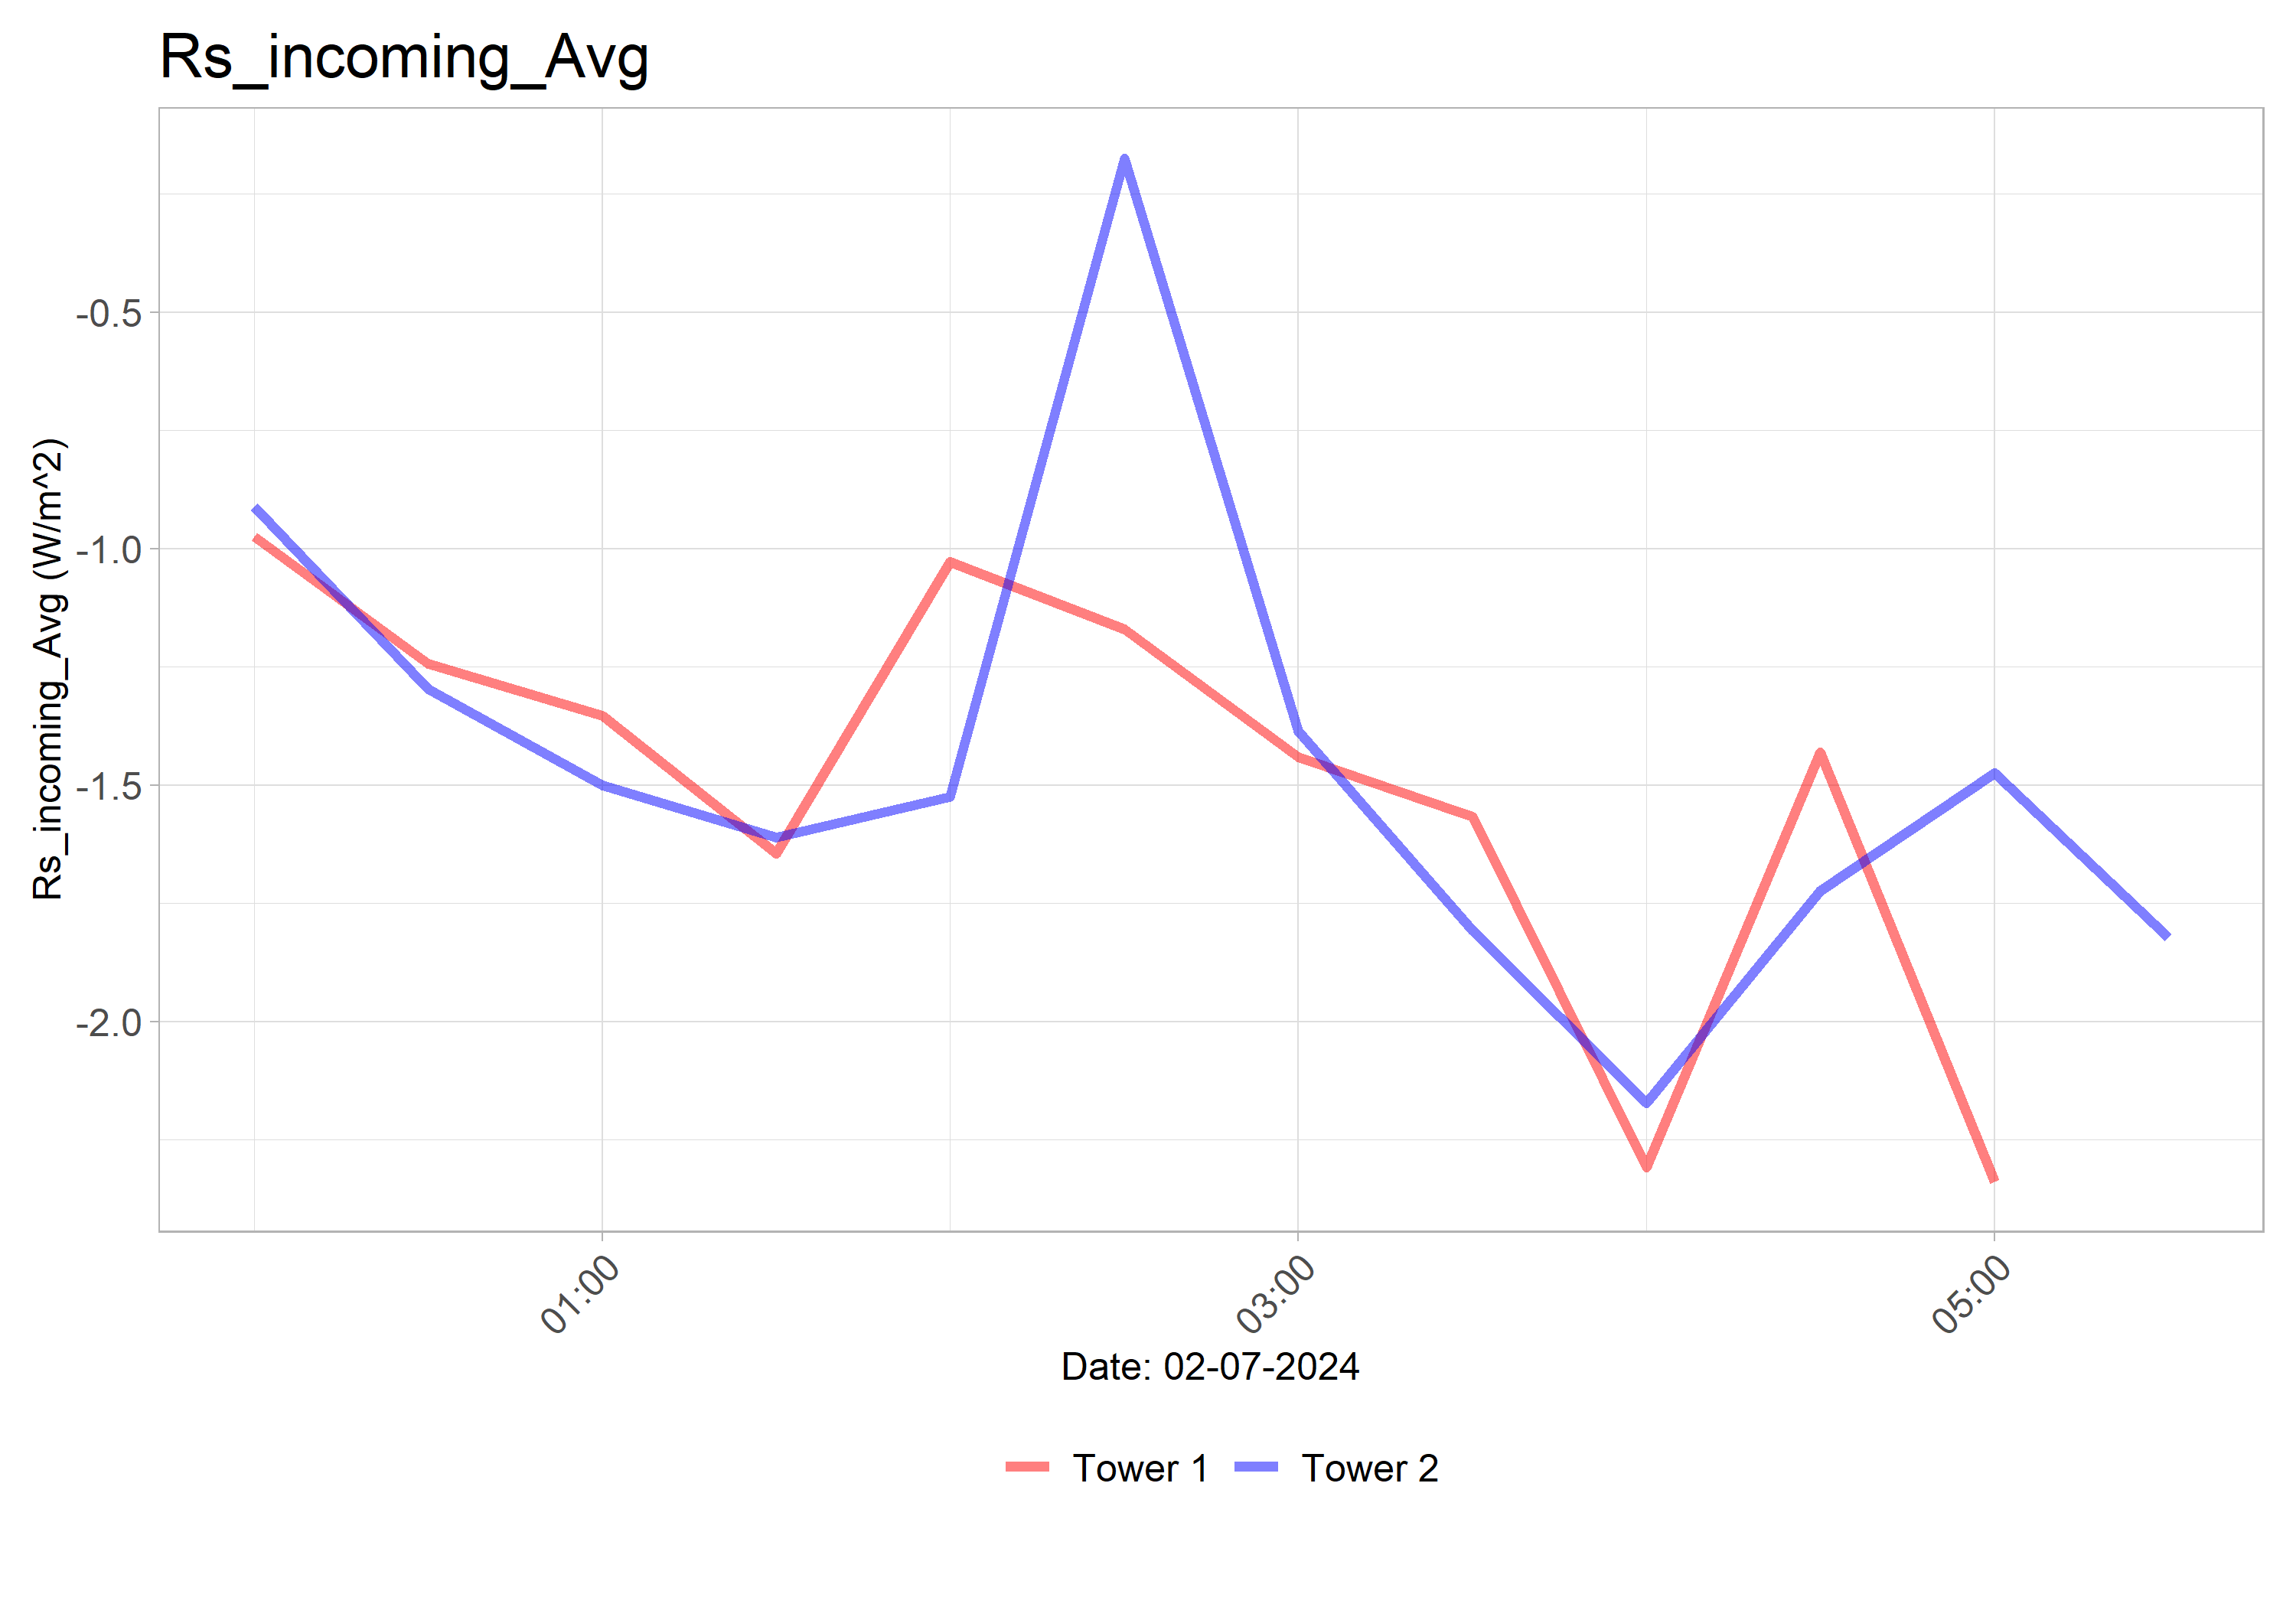 Rs_incoming_Avg
Rs_incoming_Avg (W/m^2)
-0.5
-1.0
-1.5
-2.0
01:00
03:00
05:00
Date: 02-07-2024
Tower 1
Tower 2